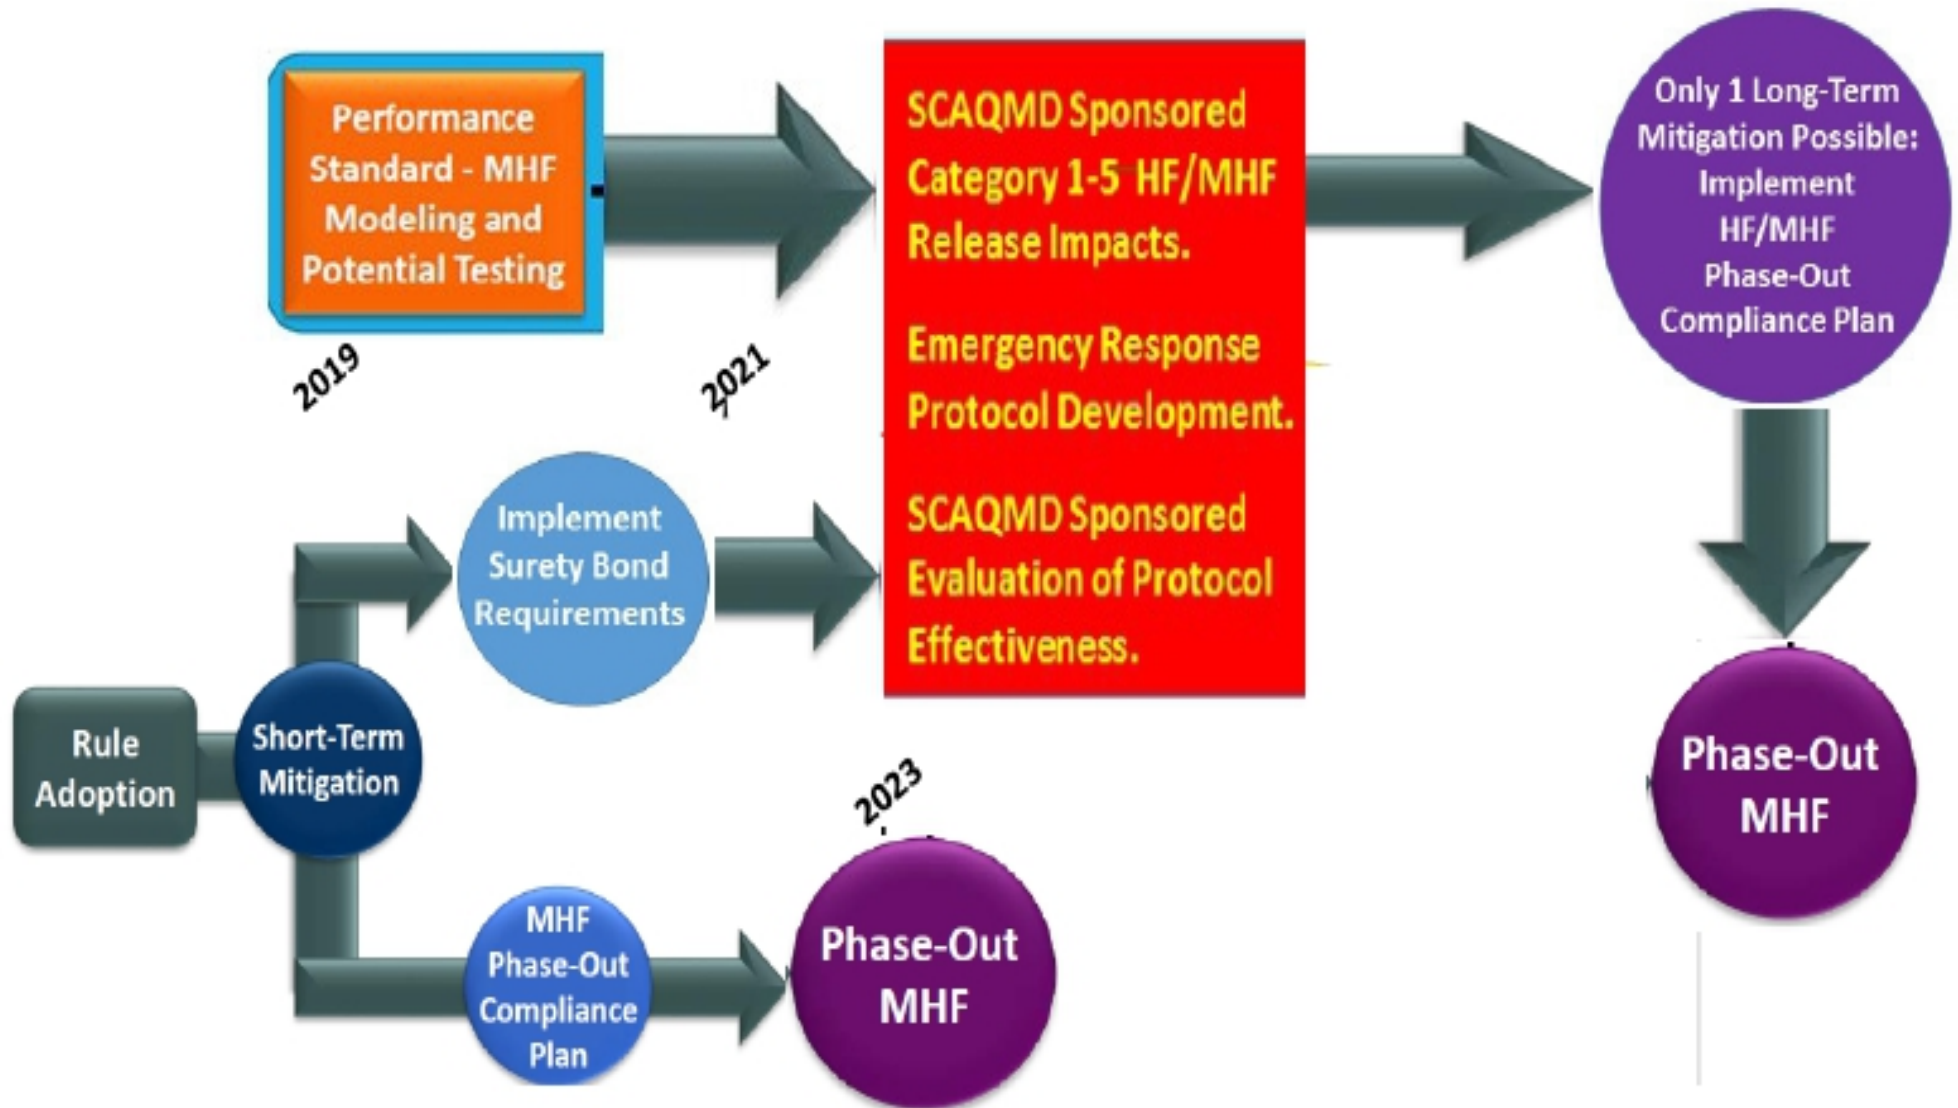 Performance
Standard - MHF
Modeling and
Potential Testing
2019
2021
SCAQMD Sponsored
Category 1-5 HF/MHF
Release Impacts.
Emergency Response
Protocol Development.
SCAQMD Sponsored
Evaluation of Protocol
Effectiveness.
Only 1 Long-Term
Mitigation Possible:
Implement
HF/MHF
Phase-Out
Compliance Plan
Implement
Surety Bond
Requirements
Rule
Adoption
Short-Term
Mitigation
Phase-Out
MHF
2023
MHF
Phase-Out
Compliance
Plan
Phase-Out
MHF